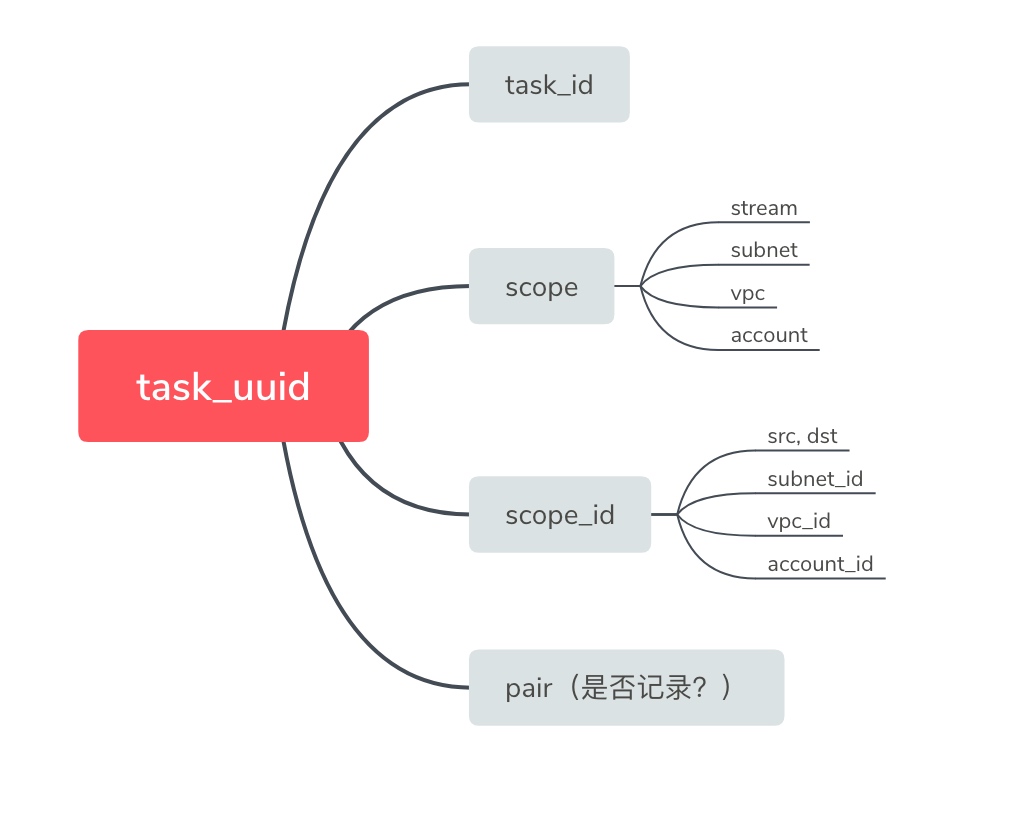 task_uuid
task_id
scope
stream
subnet
vpc
account
scope_id
src, dst
subnet_id
vpc_id
account_id
pair（是否记录？）